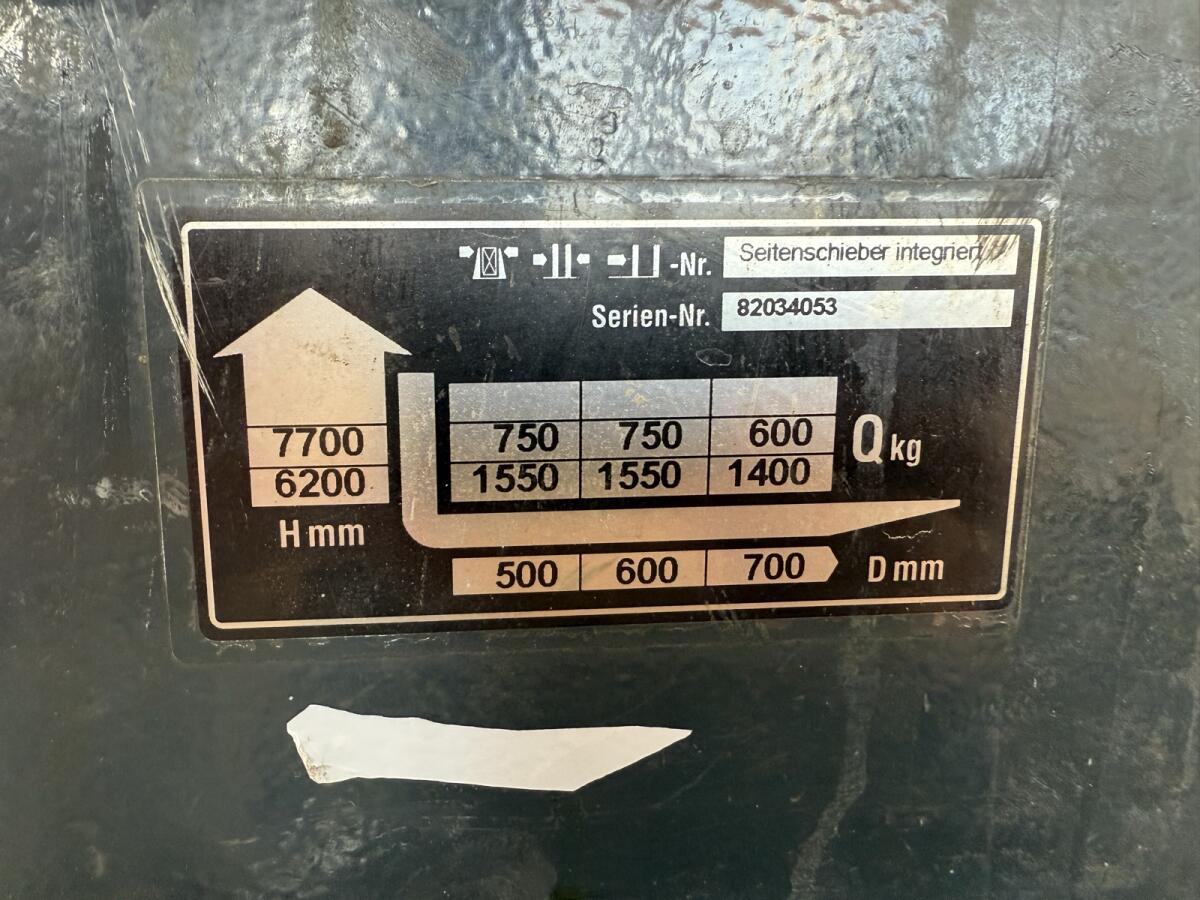 -Nr. Seitenschieber integriert
Serien-Nr. 82034053
7700 750 750 600 Q kg
6200 1550 1550 1400
H mm
500 600 700 D mm